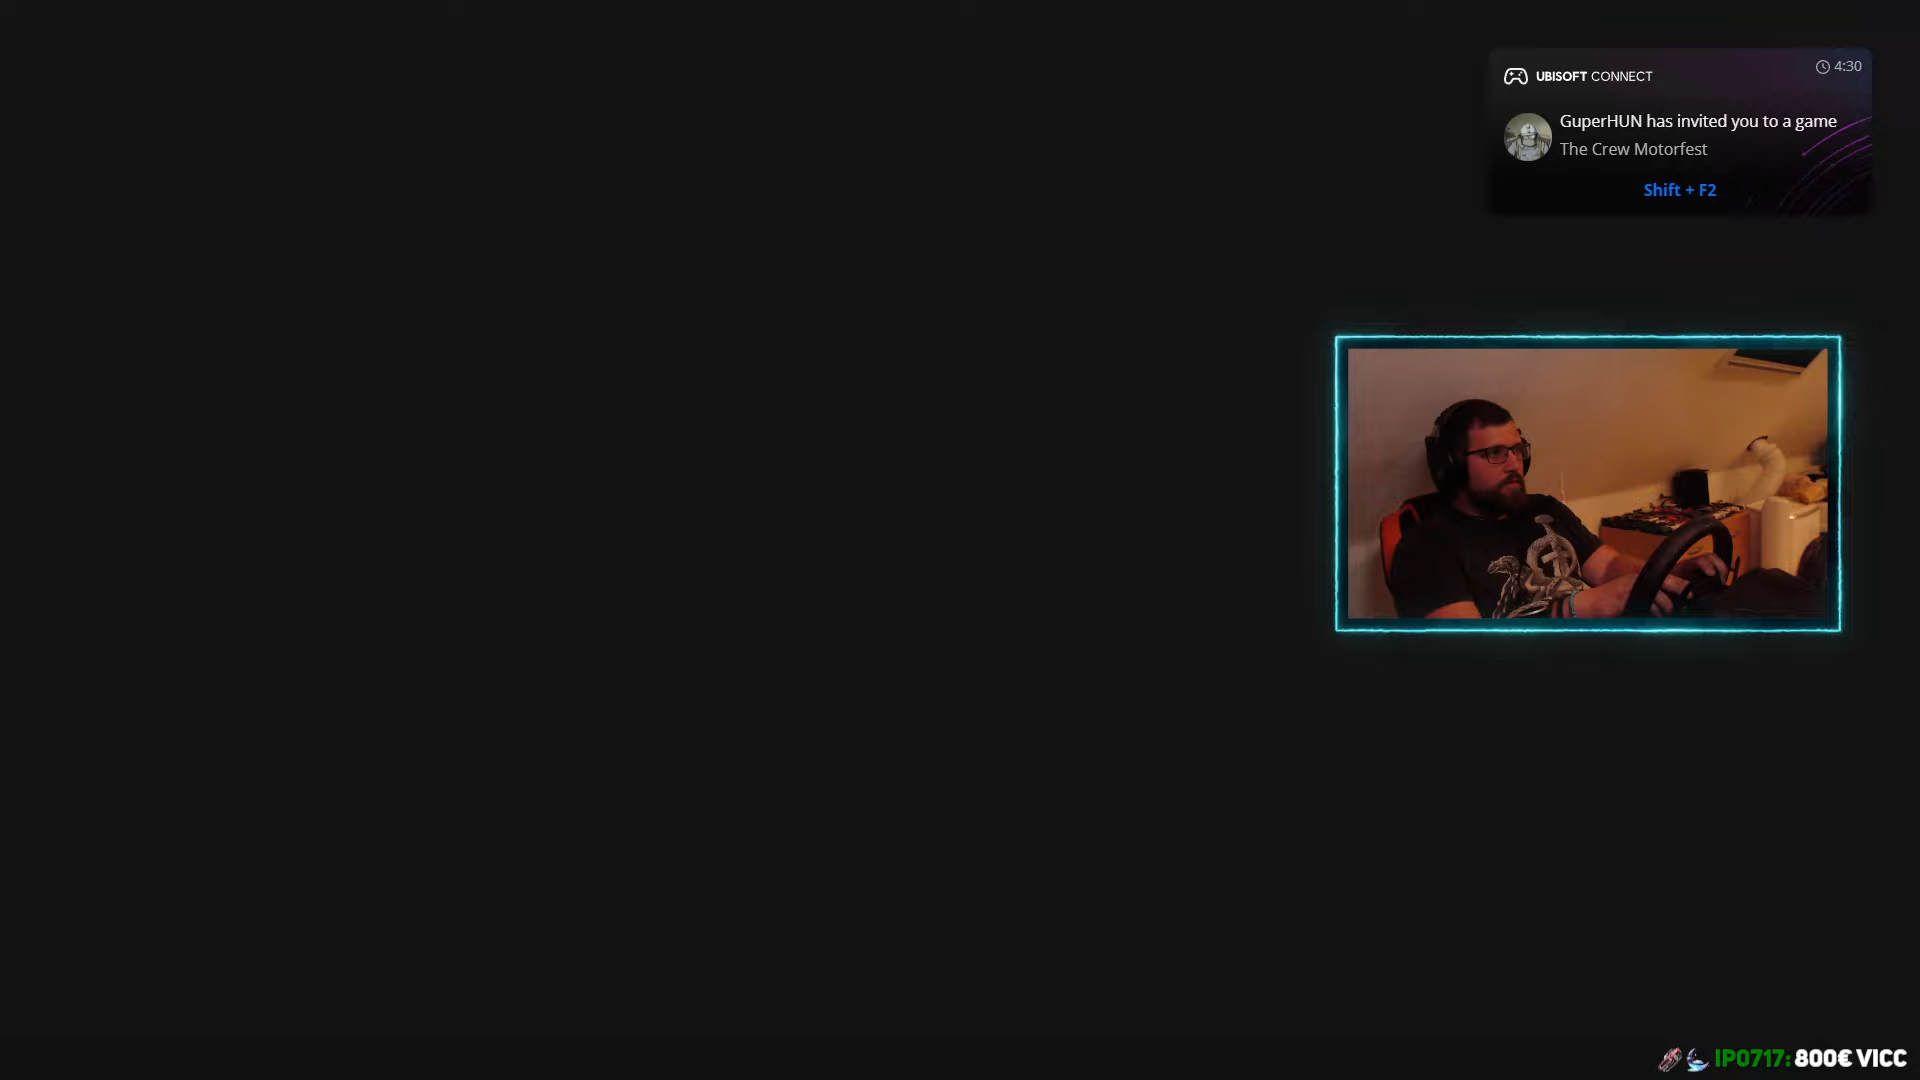 UBISOFT CONNECT
4:30
GuperHUN has invited you to a game
The Crew Motorfest
Shift + F2
IP0717: 800€ VICC